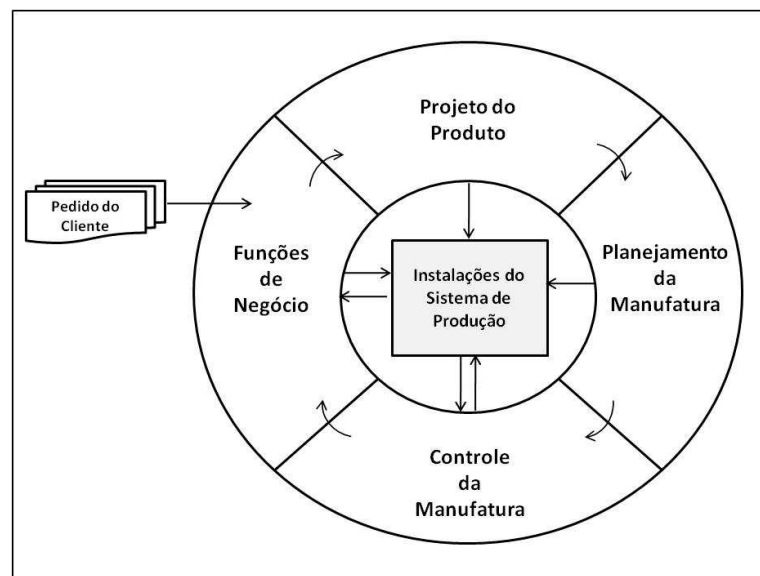 Projeto do
Produto
Pedido do
Cliente
Funções
de
Negócio
Instalações do
Sistema de
Produção
Planejamento
da
Manufatura
Controle
da
Manufatura